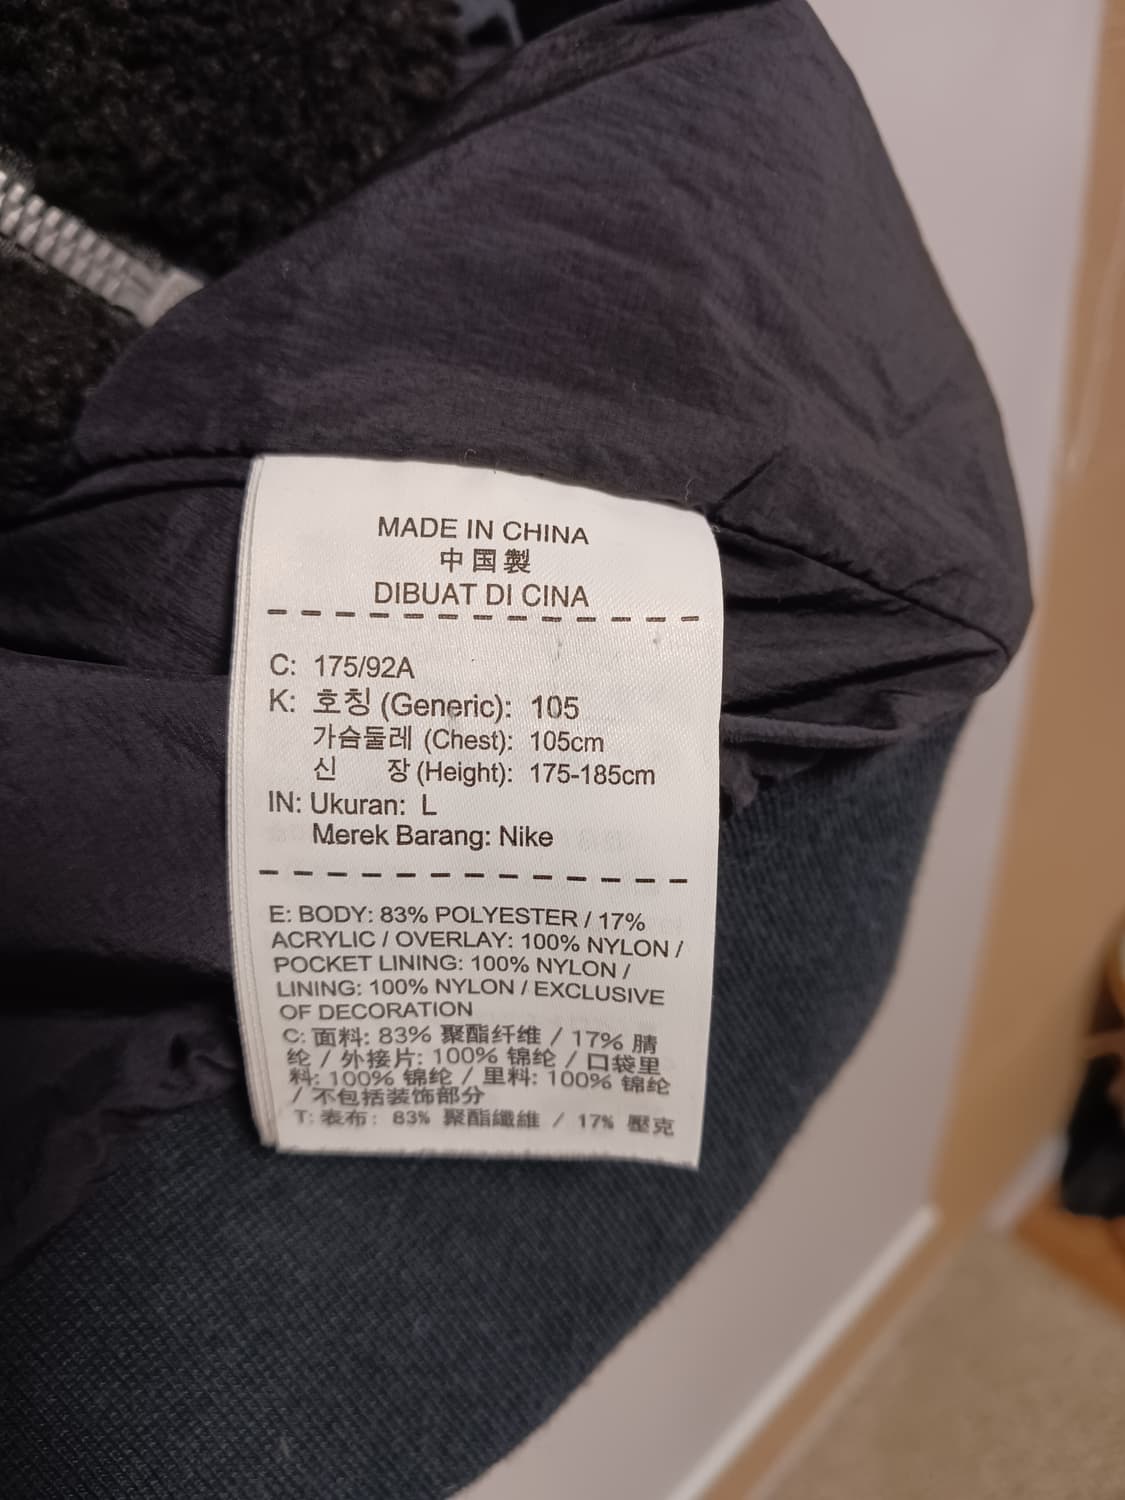 MADE IN CHINA
中国製
DIBUAT DI CINA
C: 175/92A
K: 호칭 (Generic): 105
가슴둘레 (Chest): 105cm
신 장 (Height): 175-185cm
IN: Ukuran: L
Merek Barang: Nike
E: BODY: 83% POLYESTER / 17%
ACRYLIC / OVERLAY: 100% NYLON /
POCKET LINING: 100% NYLON /
LINING: 100% NYLON / EXCLUSIVE
OF DECORATION
C: 面料: 83% 聚酯纤维 / 17% 腈
纶 / 外接片: 100% 锦纶 / 口袋里
料: 100% 锦纶 / 里料: 100% 锦纶
/ 不包括装饰部分
T: 表布: 83% 聚酯纖維 / 17% 壓克